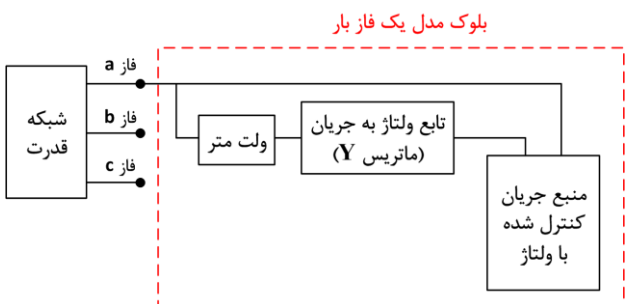 بلوک مدل یک فاز بار
فاز a
فاز b
فاز c
شبکه
قدرت
ولت متر
تابع ولتاژ به جریان
(ماتریس Y)
منبع جریان
کنترل شده
با ولتاژ